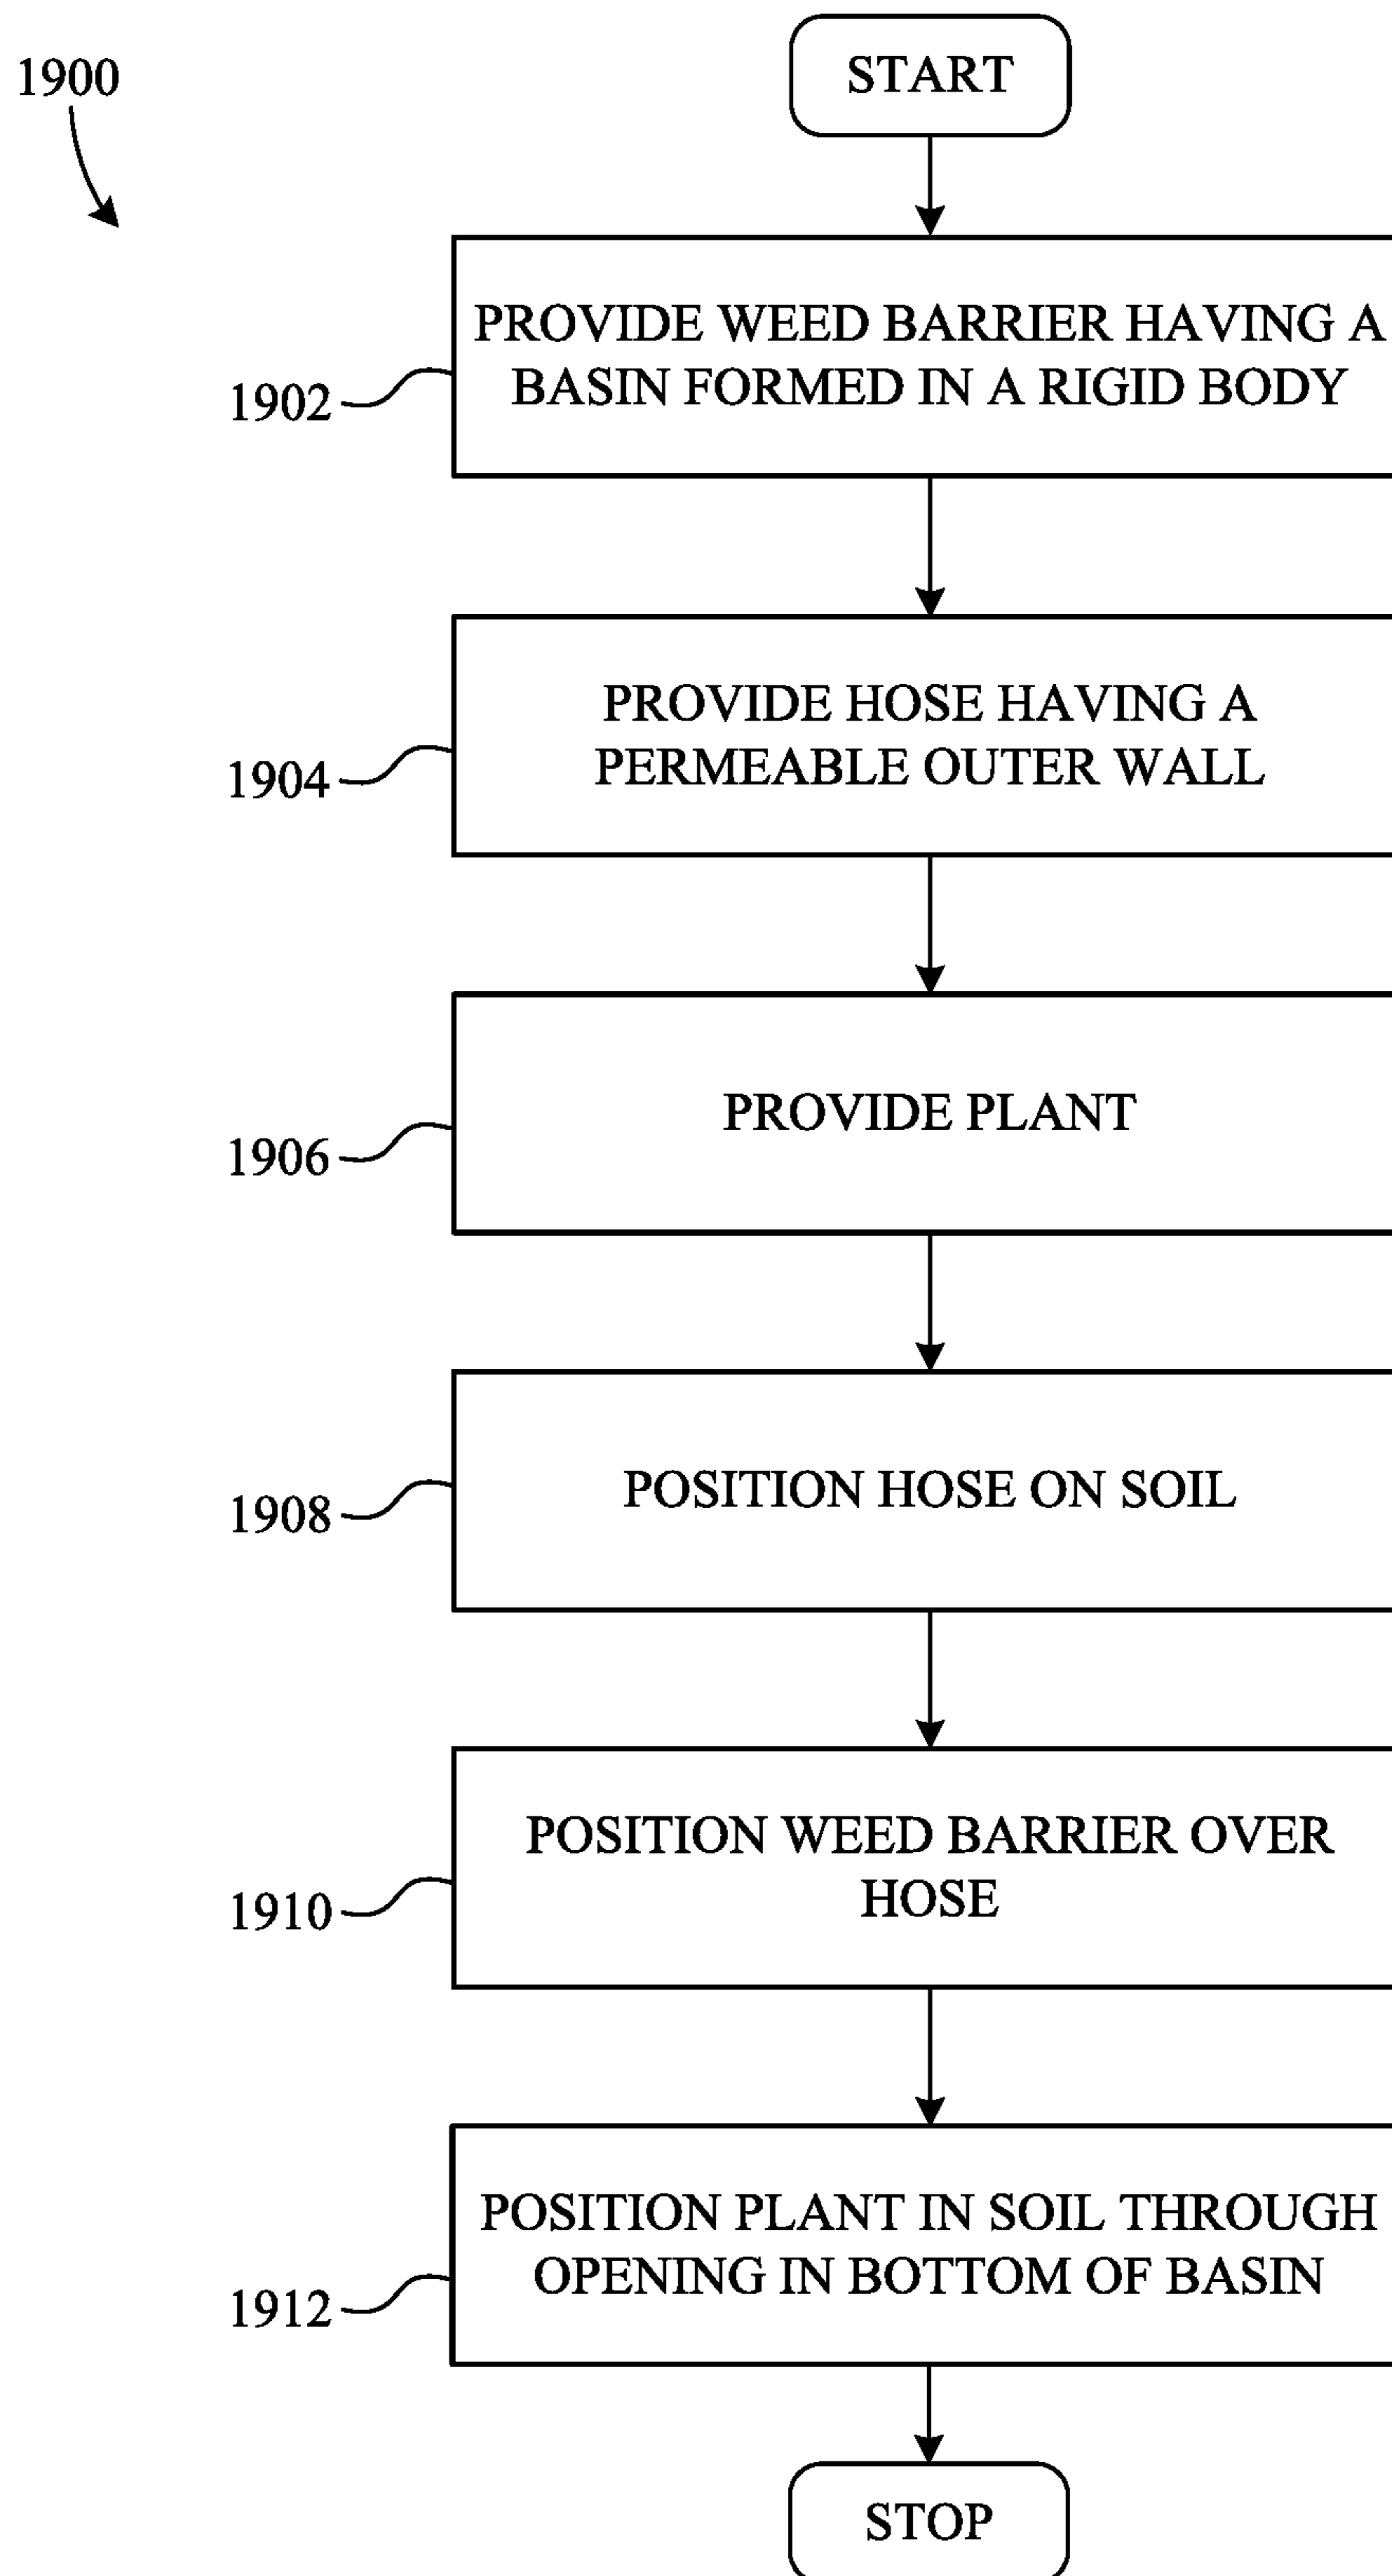 1900
START
PROVIDE WEED BARRIER HAVING A
BASIN FORMED IN A RIGID BODY
1902
PROVIDE HOSE HAVING A
PERMEABLE OUTER WALL
1904
PROVIDE PLANT
1906
POSITION HOSE ON SOIL
1908
POSITION WEED BARRIER OVER
HOSE
1910
POSITION PLANT IN SOIL THROUGH
OPENING IN BOTTOM OF BASIN
1912
STOP